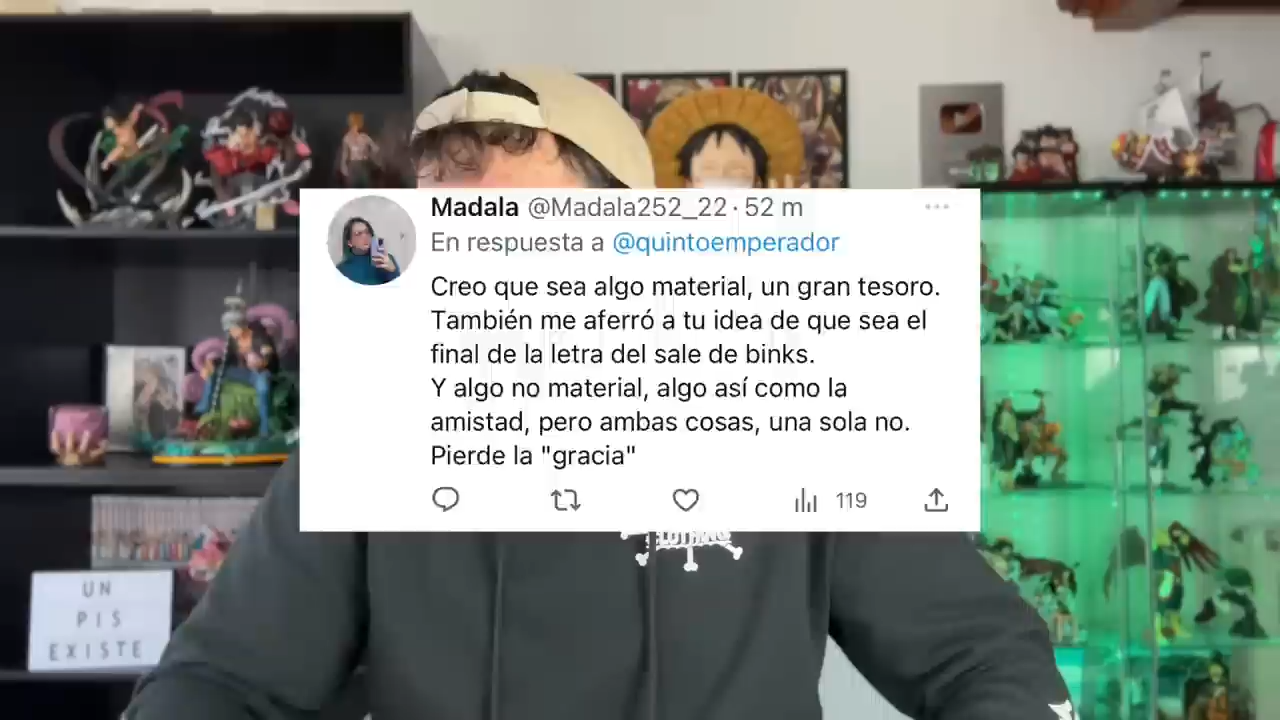 Madala @Madala252_22 · 52 m
En respuesta a @quintoemperador
Creo que sea algo material, un gran tesoro.
También me aferró a tu idea de que sea el
final de la letra del sale de binks.
Y algo no material, algo así como la
amistad, pero ambas cosas, una sola no.
Pierde la "gracia"
119
UN
PIS
EXISTE